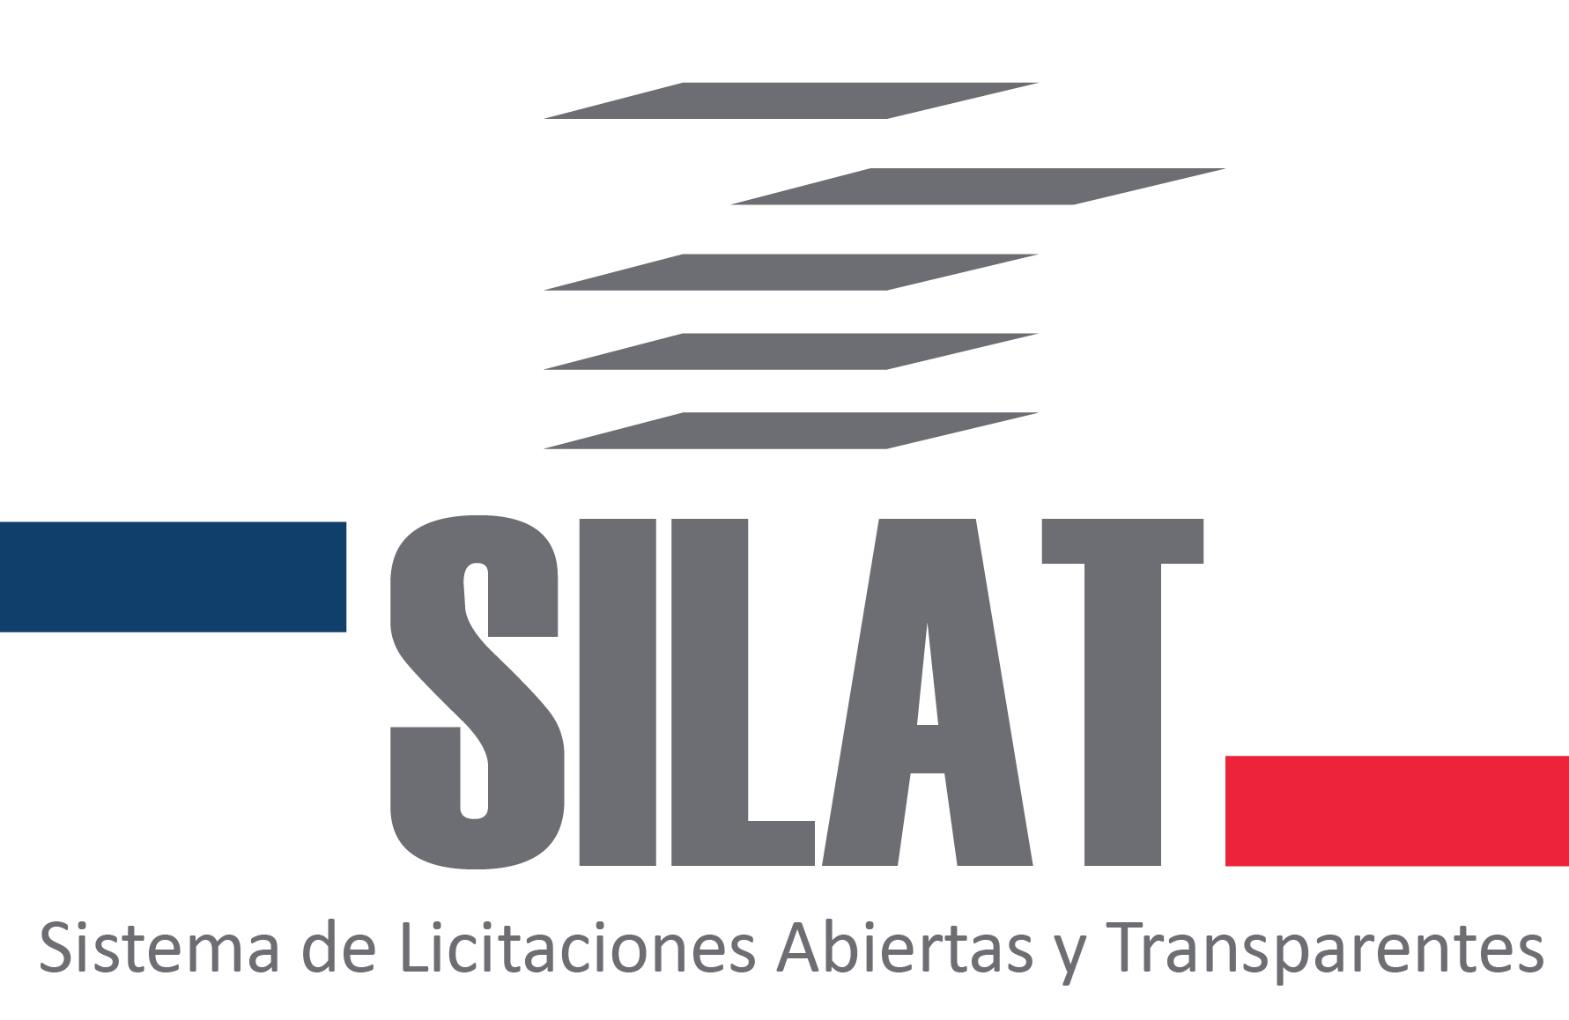 SILAT
Sistema de Licitaciones Abiertas y Transparentes